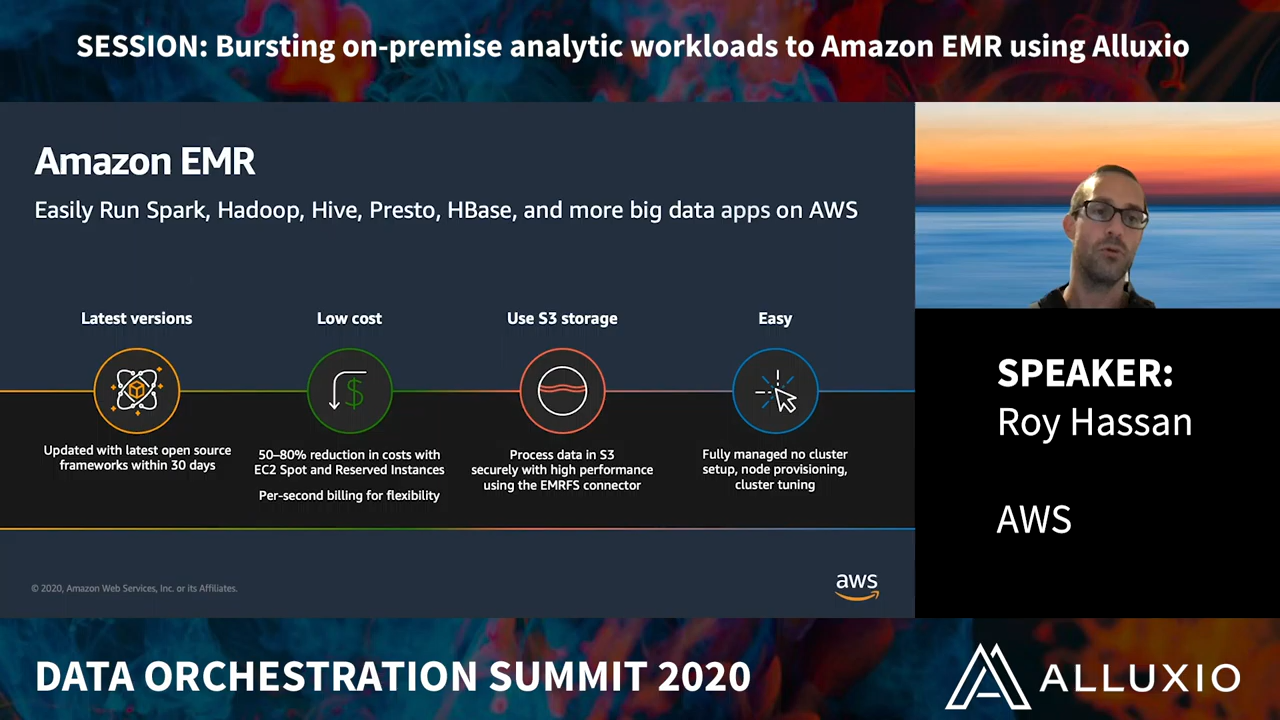 SESSION: Bursting on-premise analytic workloads to Amazon EMR using Alluxio
Amazon EMR
Easily Run Spark, Hadoop, Hive, Presto, HBase, and more big data apps on AWS
Latest versions
Updated with latest open source
frameworks within 30 days
Low cost
$
50–80% reduction in costs with
EC2 Spot and Reserved Instances
Per-second billing for flexibility
Use S3 storage
Process data in S3
securely with high performance
using the EMRFS connector
Easy
Fully managed no cluster
setup, node provisioning,
cluster tuning
© 2020, Amazon Web Services, Inc. or its Affiliates.
aws
SPEAKER:
Roy Hassan
AWS
DATA ORCHESTRATION SUMMIT 2020
ALLUXIO